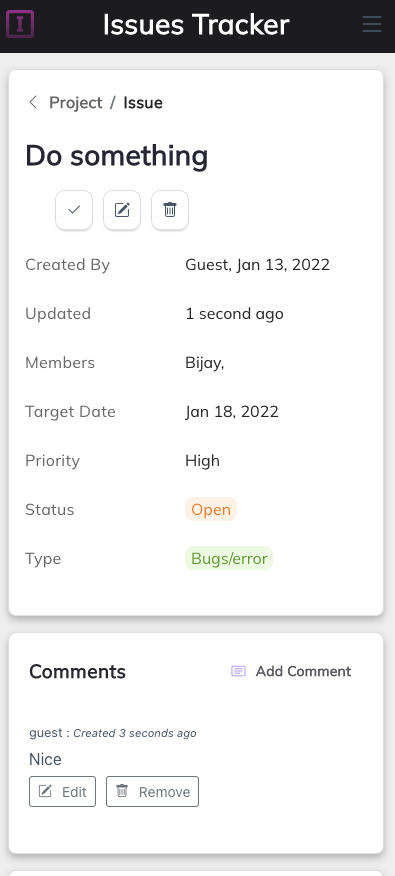 I
Issues Tracker
Project / Issue
Do something
Created By Guest, Jan 13, 2022
Updated 1 second ago
Members Bijay,
Target Date Jan 18, 2022
Priority High
Status Open
Type Bugs/error
Comments Add Comment
guest : Created 3 seconds ago
Nice
Edit Remove